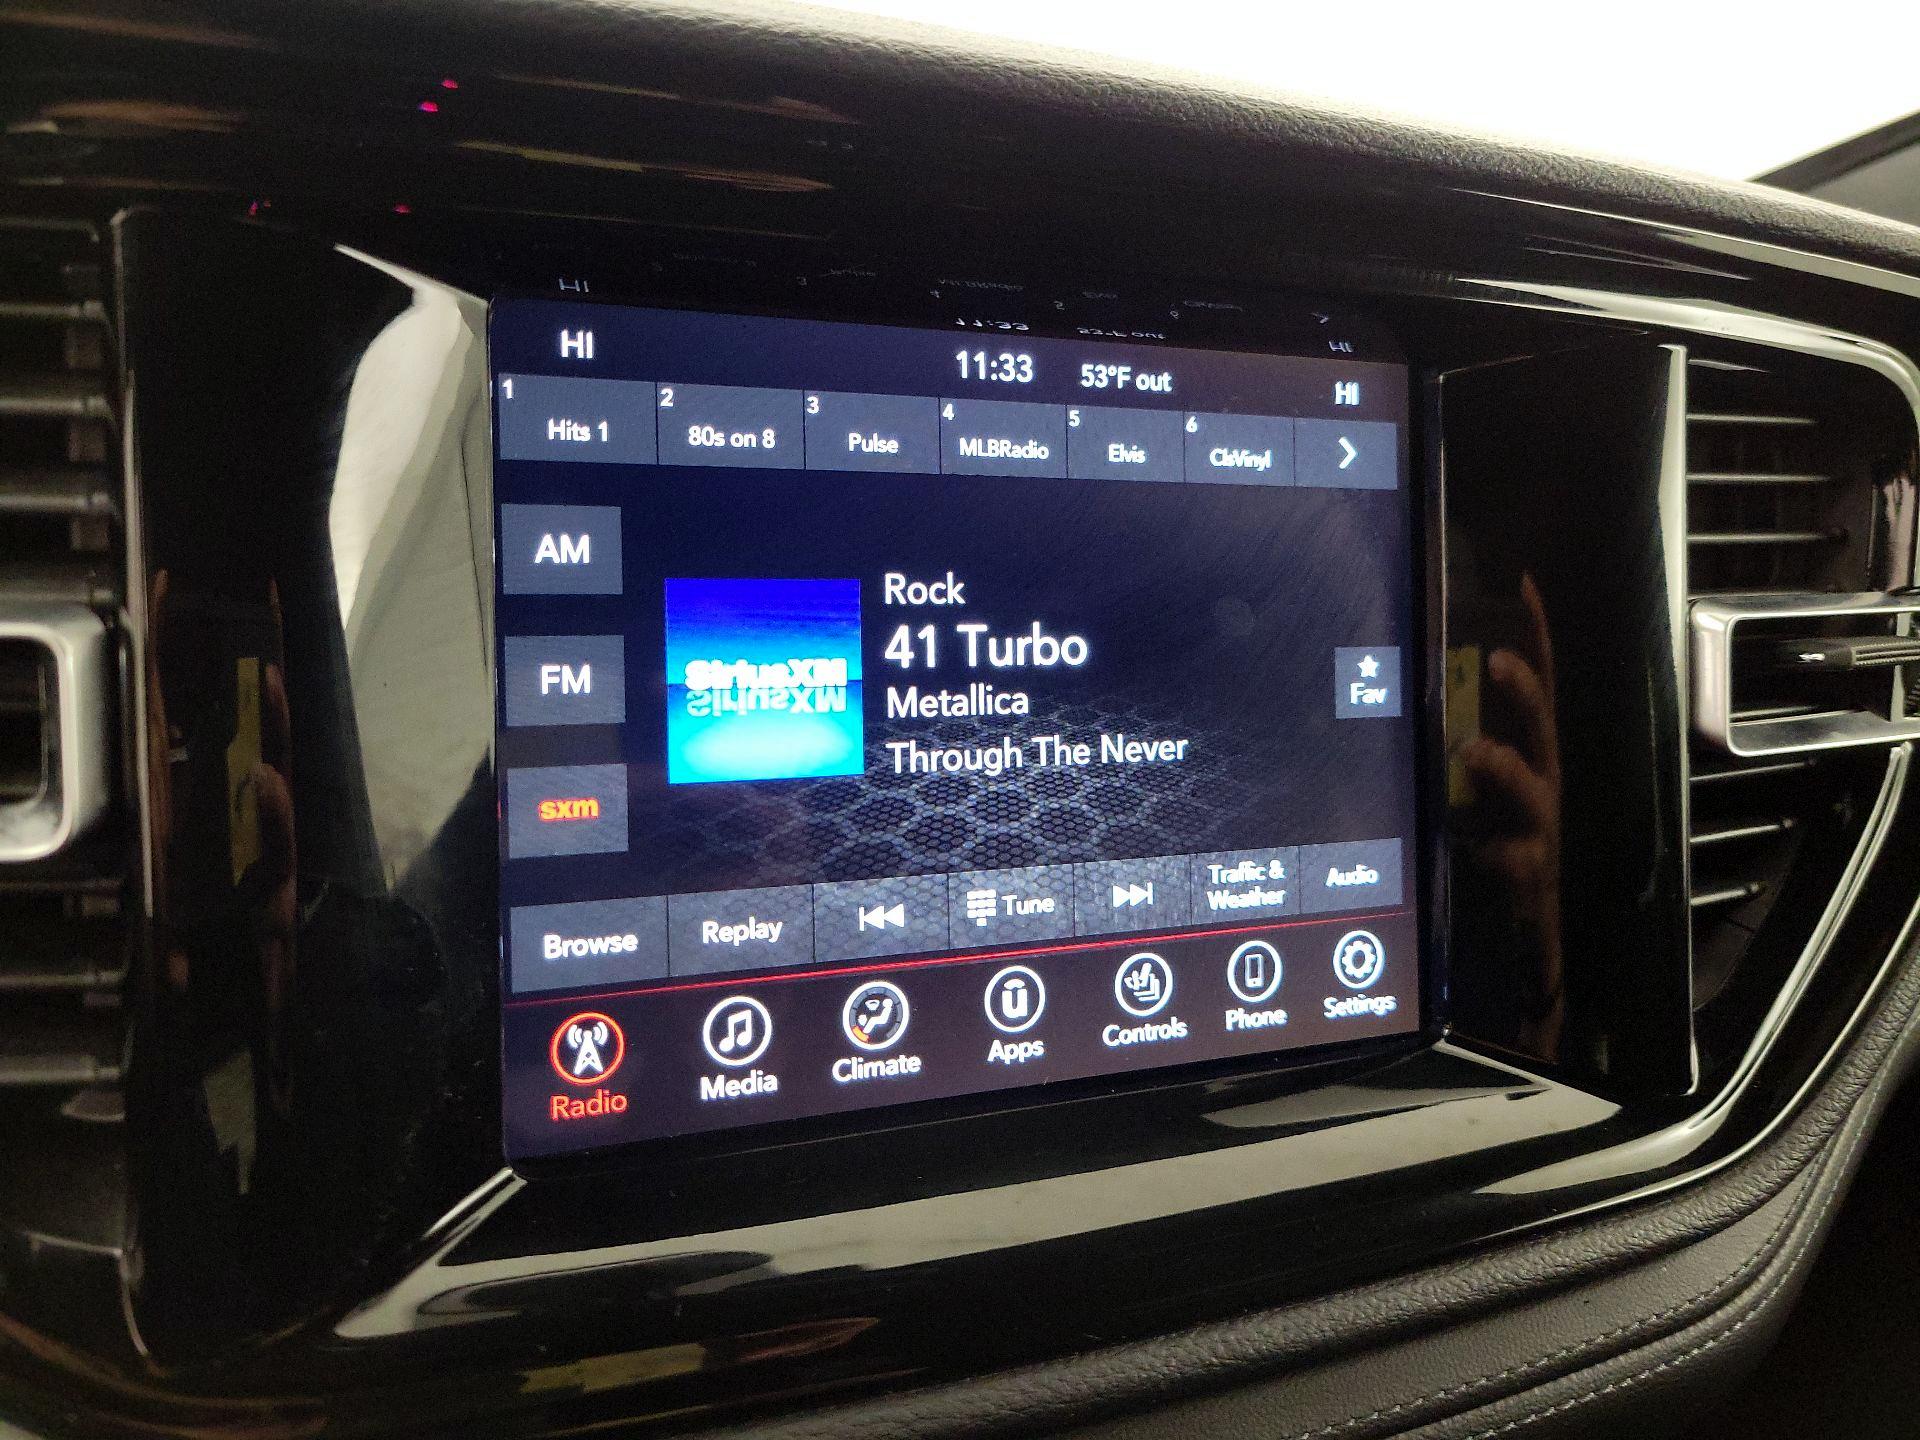 HI 11:33 53°F out HI
1 Hits 1
2 80s on 8
3 Pulse
4 MLBRadio
5 Elvis
6 ClsVinyl
AM
FM
sxm
SiriusXM
Rock
41 Turbo
Metallica
Through The Never
Fav
Browse
Replay
Tune
Traffic &
Weather
Audio
Radio
Media
Climate
Apps
Controls
Phone
Settings